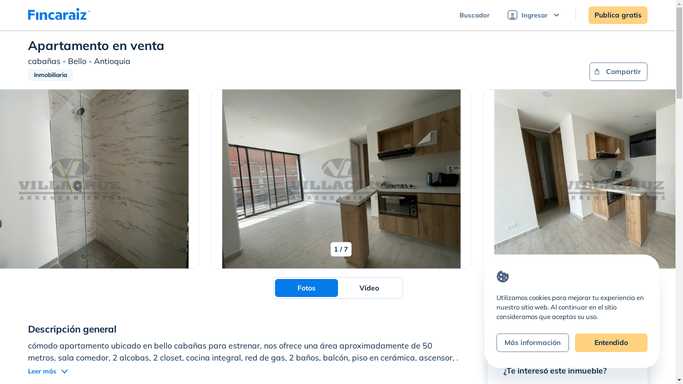 Fincaraiz
Buscador
Ingresar
Publica gratis
Apartamento en venta
cabañas - Bello - Antioquia
Inmobiliaria
Compartir
VILLACRUZ
ARRENDAMIENTOS
VILLACRUZ
ARRENDAMIENTOS
VILLACRUZ
ARRENDAMIENTOS
1 / 7
Fotos
Video
Descripción general
cómodo apartamento ubicado en bello cabañas para estrenar, nos ofrece una área aproximadamente de 50
metros, sala comedor, 2 alcobas, 2 closet, cocina integral, red de gas, 2 baños, balcón, piso en cerámica, ascensor, .
Leer más
Utilizamos cookies para mejorar tu experiencia en
nuestro sitio web. Al continuar en el sitio
consideramos que aceptas su uso.
Más información
Entendido
¿Te interesó este inmueble?